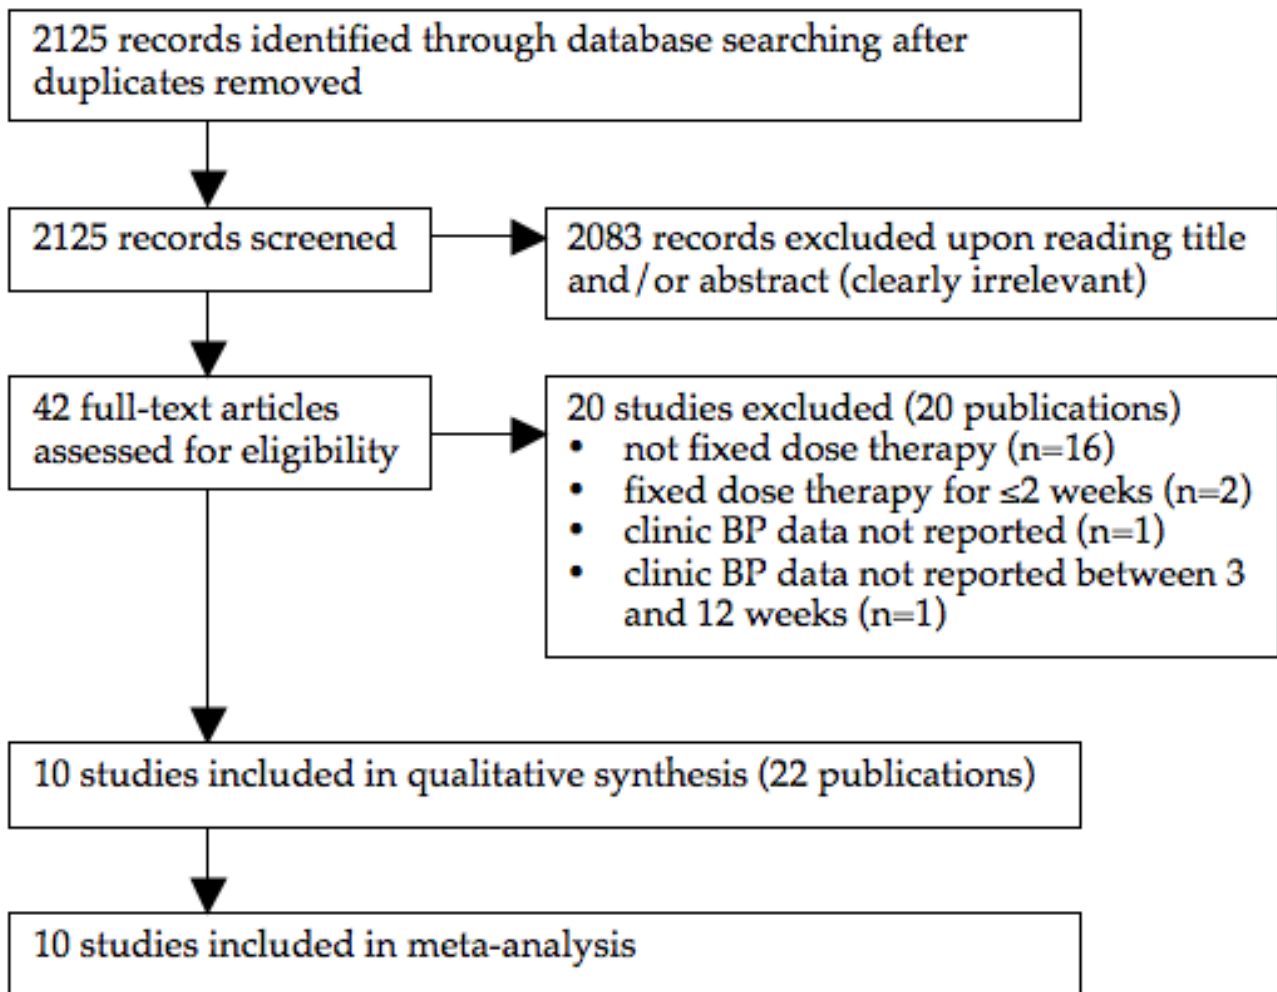 2125 records identified through database searching after
duplicates removed
2125 records screened
2083 records excluded upon reading title
and/or abstract (clearly irrelevant)
42 full-text articles
assessed for eligibility
20 studies excluded (20 publications)
• not fixed dose therapy (n=16)
• fixed dose therapy for ≤2 weeks (n=2)
• clinic BP data not reported (n=1)
• clinic BP data not reported between 3
and 12 weeks (n=1)
10 studies included in qualitative synthesis (22 publications)
10 studies included in meta-analysis